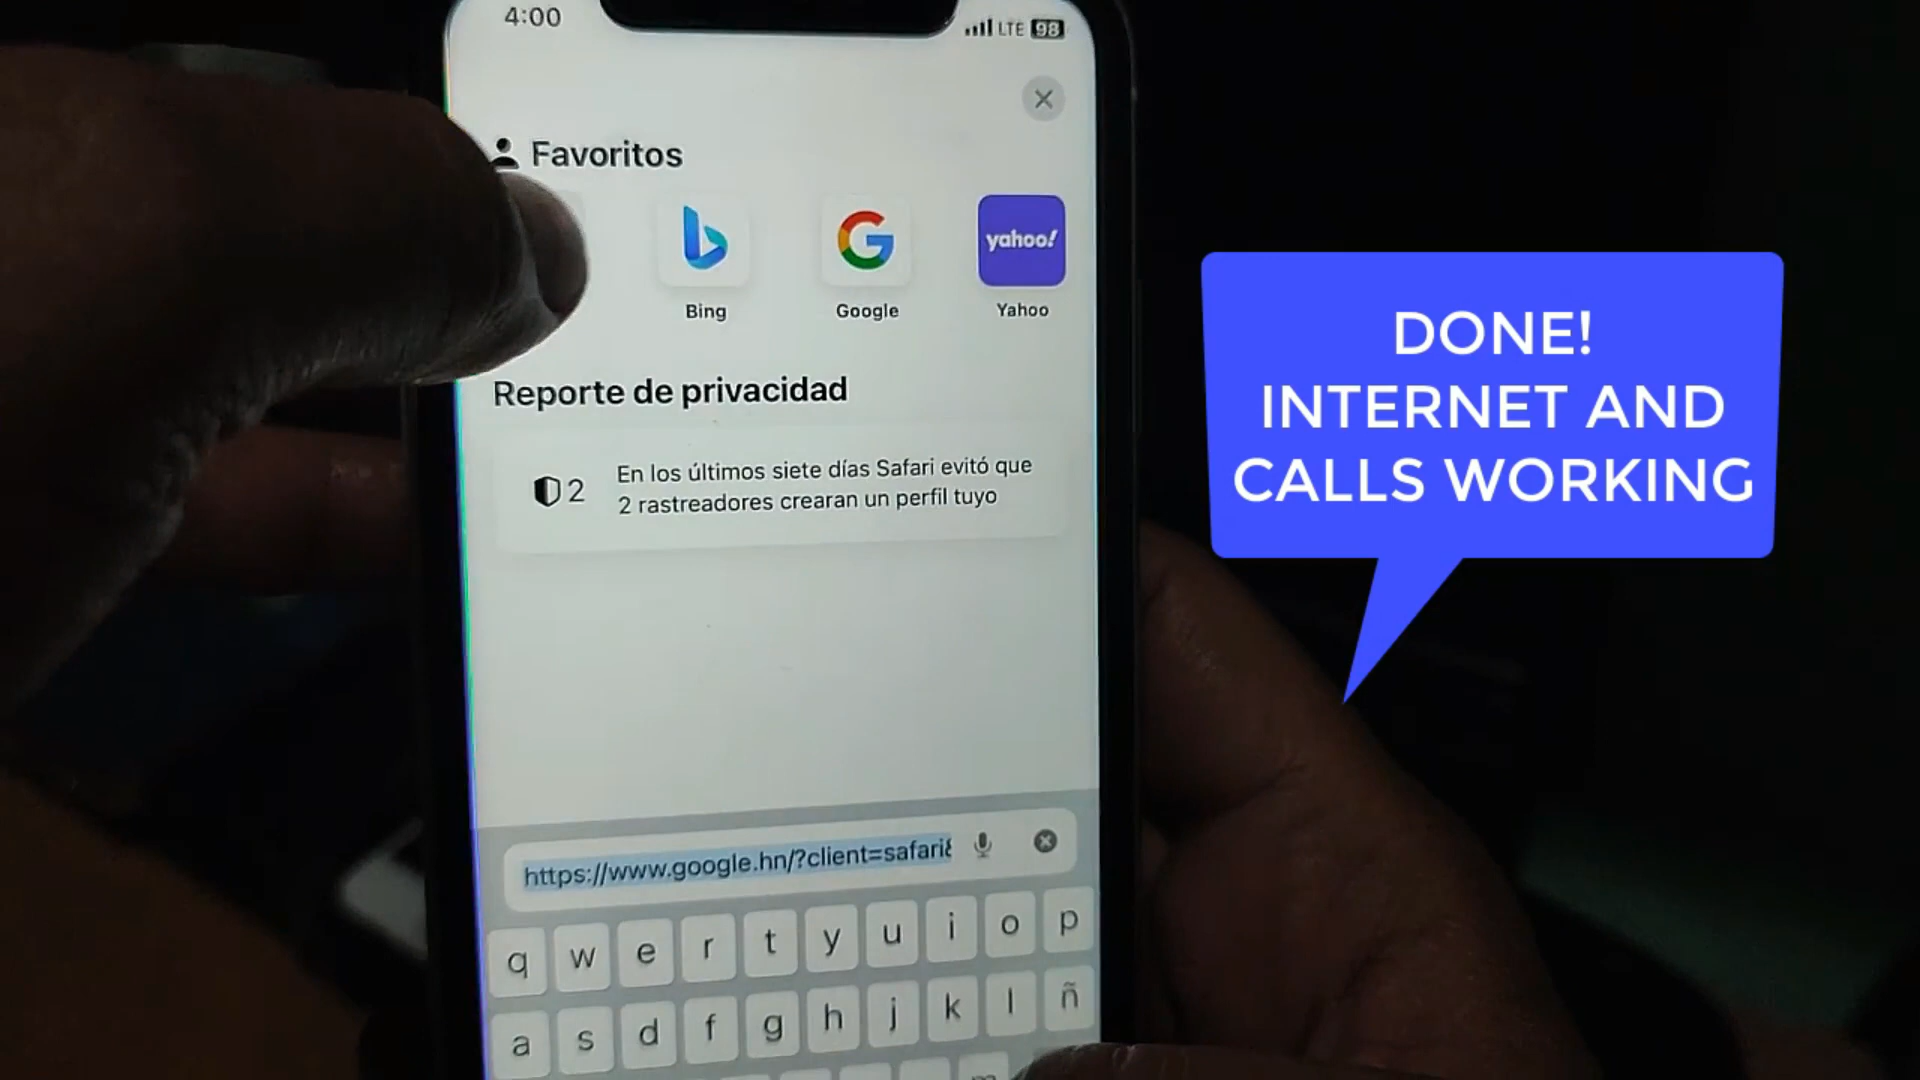 4:00
LTE 98
Favoritos
yahoo!
Bing
Google
Yahoo
Reporte de privacidad
2
En los últimos siete días Safari evitó que
2 rastreadores crearan un perfil tuyo
DONE!
INTERNET AND
CALLS WORKING
https://www.google.hn/?client=safari&
q w e r t y u i o p
a s d f g h j k l ñ